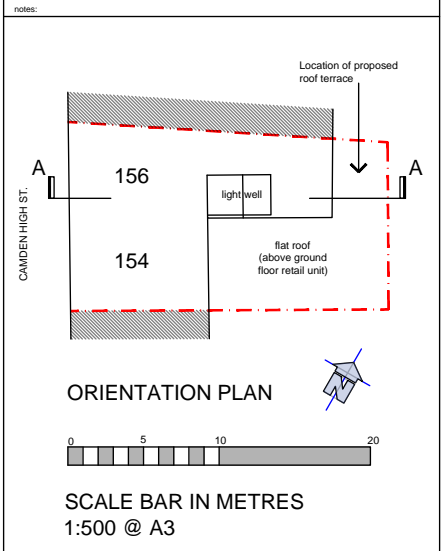 notes:
Location of proposed
roof terrace
A
A
156
light well
CAMDEN HIGH ST.
154
flat roof
(above ground
floor retail unit)
ORIENTATION PLAN
N
0 5 10 20
SCALE BAR IN METRES
1:500 @ A3